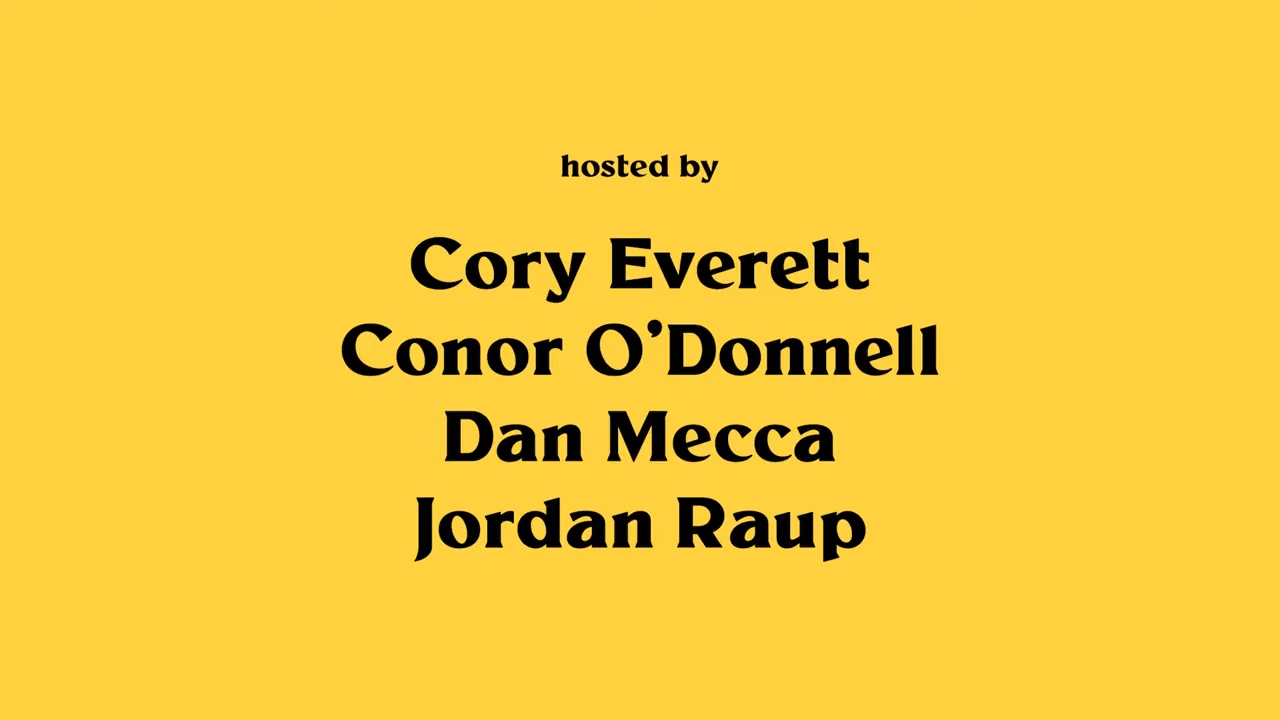 hosted by
Cory Everett
Conor O’Donnell
Dan Mecca
Jordan Raup